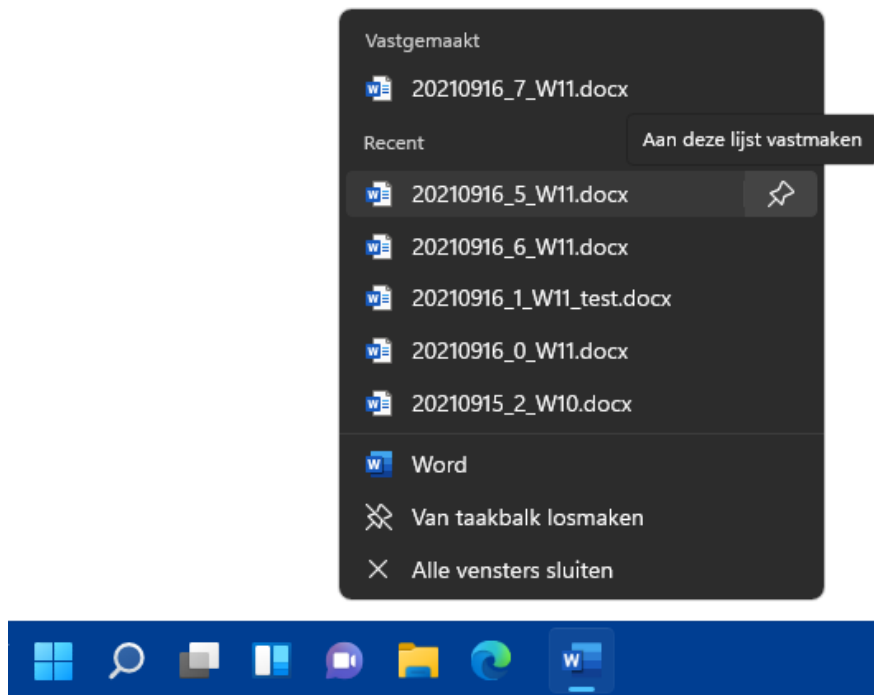 Vastgemaakt
20210916_7_W11.docx
Recent
Aan deze lijst vastmaken
20210916_5_W11.docx
20210916_6_W11.docx
20210916_1_W11_test.docx
20210916_0_W11.docx
20210915_2_W10.docx
Word
Van taakbalk losmaken
Alle vensters sluiten